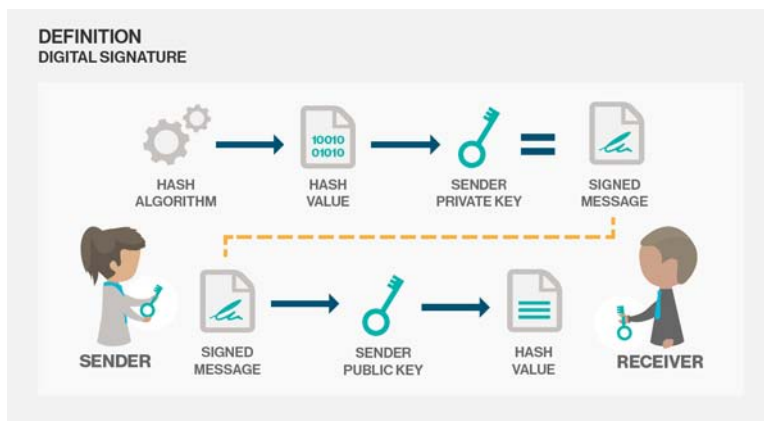 DEFINITION
DIGITAL SIGNATURE
10010
01010
HASH
ALGORITHM
HASH
VALUE
SENDER
PRIVATE KEY
SIGNED
MESSAGE
SENDER
SIGNED
MESSAGE
SENDER
PUBLIC KEY
HASH
VALUE
RECEIVER